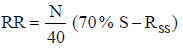 RR = N/40 (70% S – R_SS)